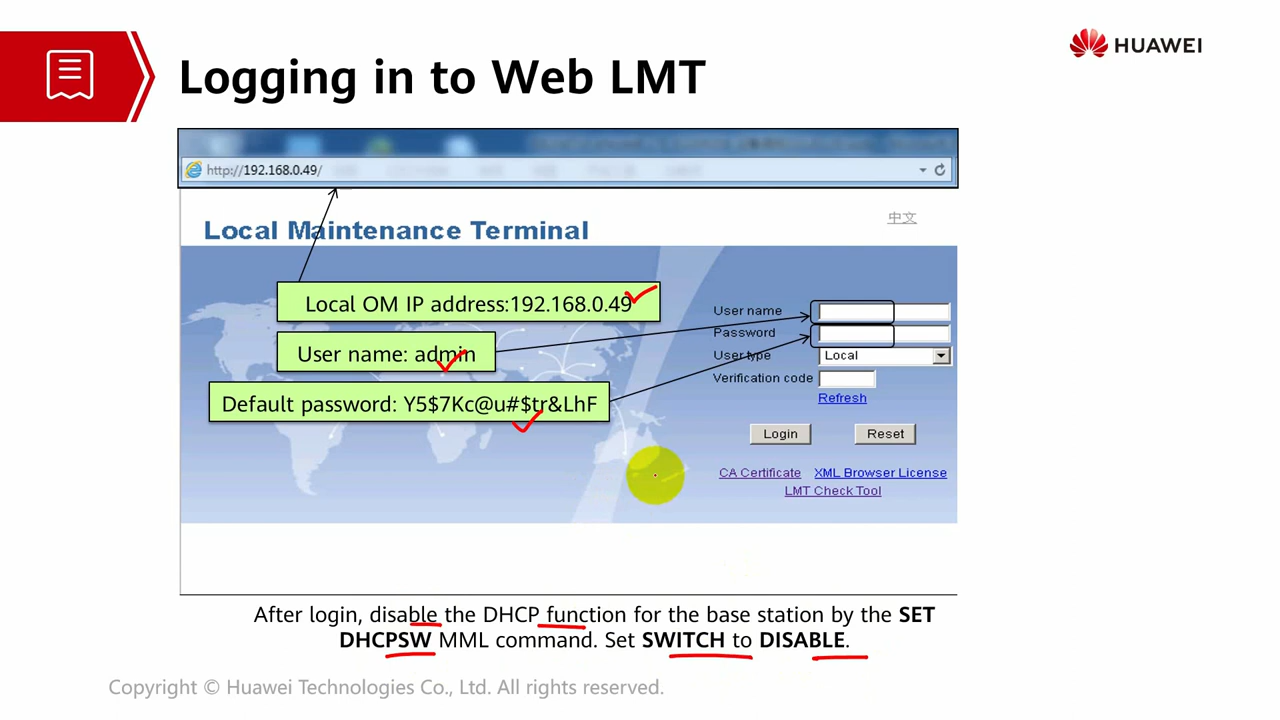 HUAWEI
Logging in to Web LMT
http://192.168.0.49/
中文
Local Maintenance Terminal
Local OM IP address:192.168.0.49
User name: admin
Default password: Y5$7Kc@u#$tr&LhF
User name
Password
User type
Local
Verification code
Refresh
Login
Reset
CA Certificate
XML Browser License
LMT Check Tool
After login, disable the DHCP function for the base station by the SET
DHCPSW MML command. Set SWITCH to DISABLE.
Copyright © Huawei Technologies Co., Ltd. All rights reserved.